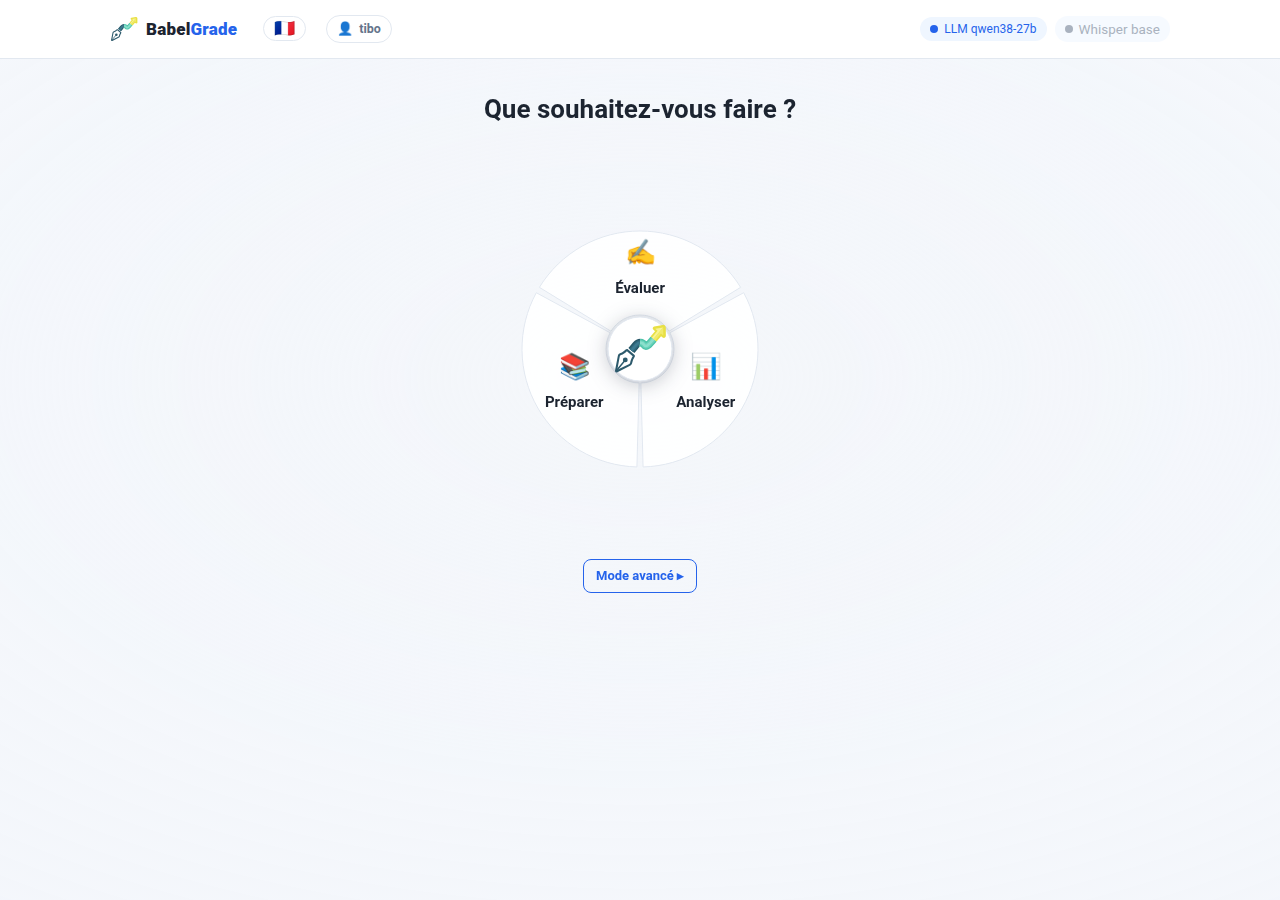 BabelGrade
tibo
LLM qwen38-27b
Whisper base
Que souhaitez-vous faire ?
Évaluer
Préparer
Analyser
Mode avancé ▸